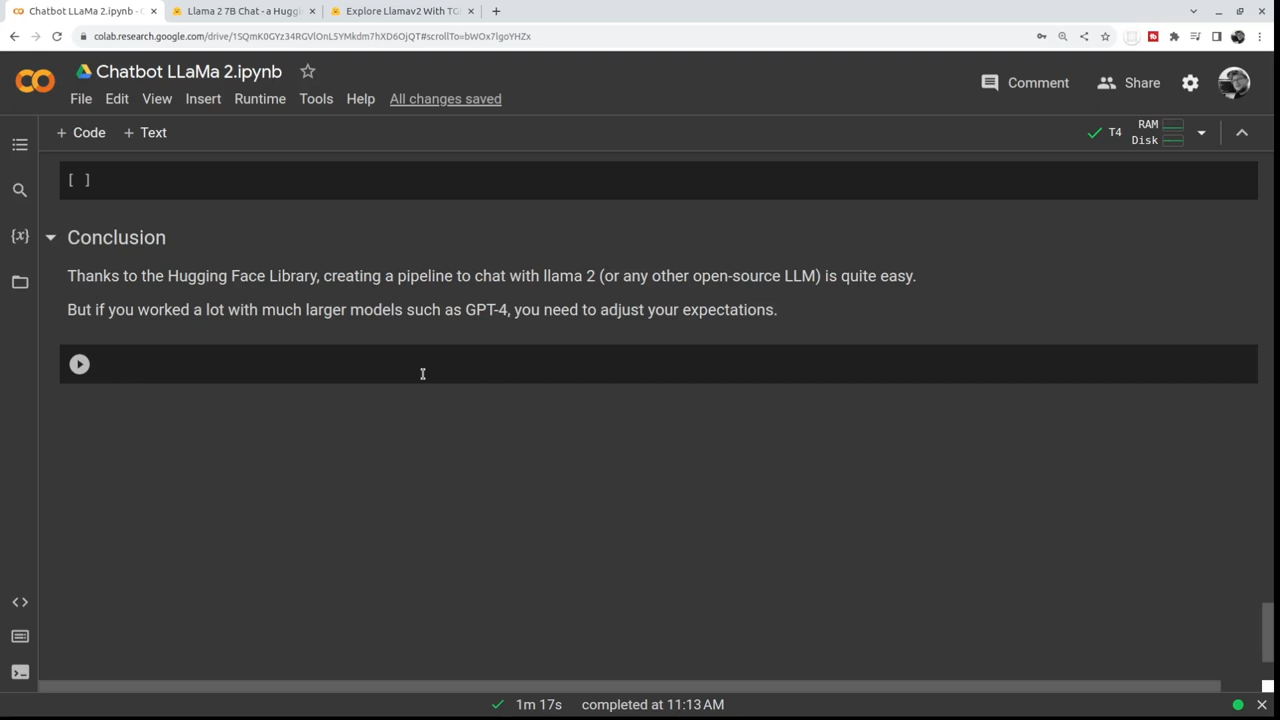 Chatbot LLaMa 2.ipynb - C
Llama 2 7B Chat - a Huggi
Explore Llamav2 With TG
colab.research.google.com/drive/1SQmK0GYz34RGVlOnL5YMkdm7hXD6OjQT#scrollTo=bWOx7lgoYHZx
Chatbot LLaMa 2.ipynb
Comment
Share
File Edit View Insert Runtime Tools Help All changes saved
+ Code + Text
T4
RAM
Disk
[ ]
{x}
Conclusion
Thanks to the Hugging Face Library, creating a pipeline to chat with llama 2 (or any other open-source LLM) is quite easy.
But if you worked a lot with much larger models such as GPT-4, you need to adjust your expectations.
1m 17s completed at 11:13 AM